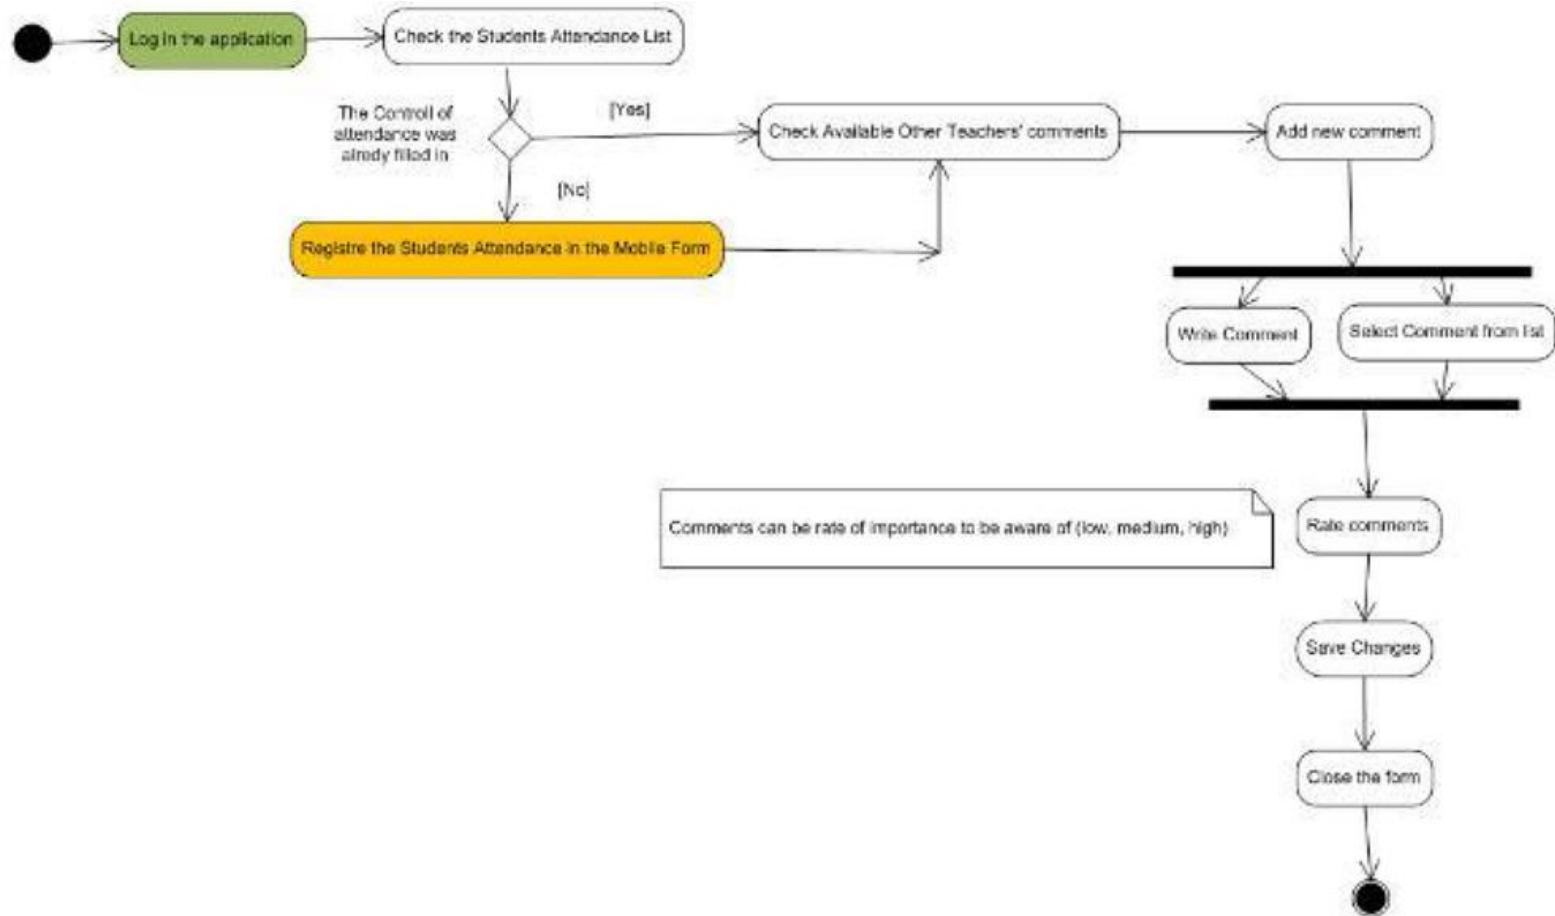 Log in the application
Check the Students Attendance List
The Controll of
attendance was
alredy filled in
[Yes]
Check Available Other Teachers' comments
Add new comment
[No]
Registre the Students Attendance in the Mobile Form
Write Comment
Select Comment from list
Comments can be rate of importance to be aware of (low, medium, high)
Rate comments
Save Changes
Close the form